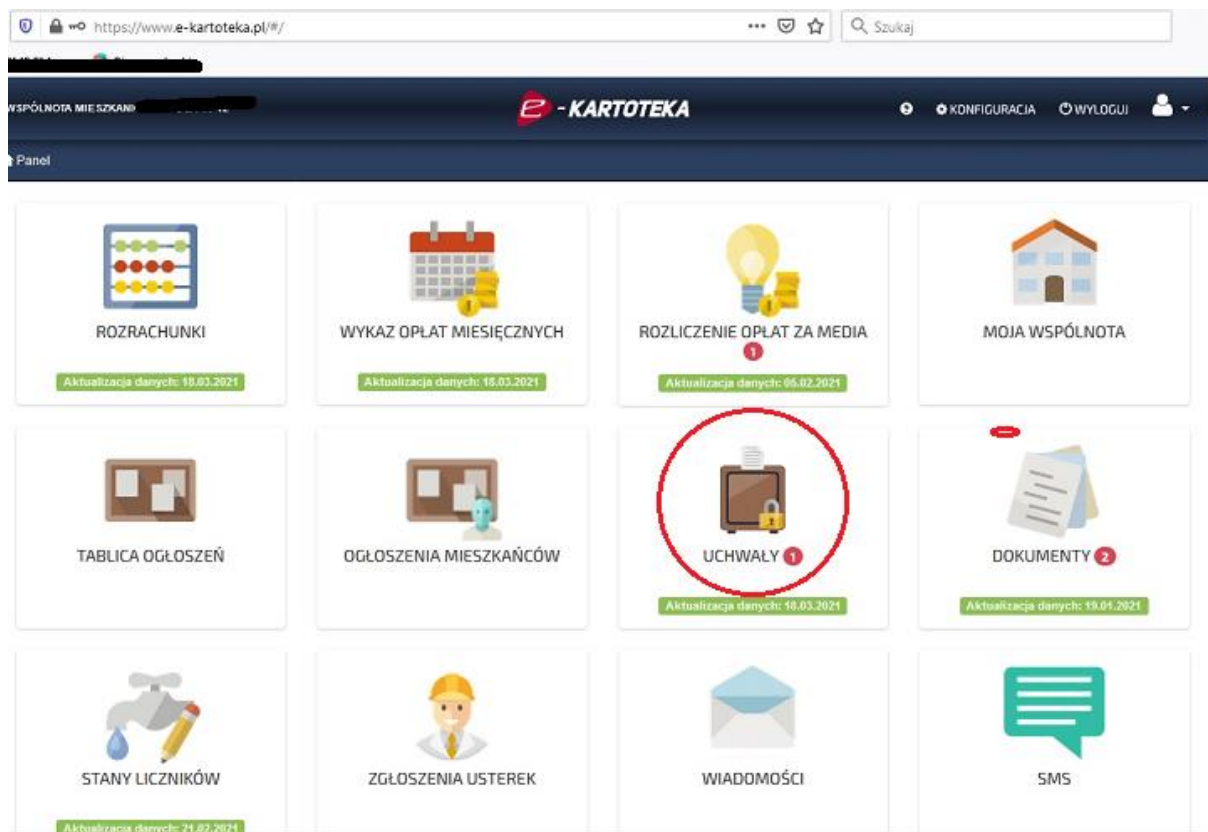 https://www.e-kartoteka.pl/#/
Szukaj
WSPÓLNOTA
e - KARTOTEKA
KONFIGURACJA
WYLOGUJ
Panel
ROZRACHUNKI
Aktualizacja danych: 18.03.2021
WYKAZ OPŁAT MIESIĘCZNYCH
Aktualizacja danych: 18.03.2021
ROZLICZENIE OPŁAT ZA MEDIA
1
Aktualizacja danych: 05.02.2021
MOJA WSPÓLNOTA
TABLICA OGŁOSZEŃ
OGŁOSZENIA MIESZKAŃCÓW
UCHWAŁY 1
Aktualizacja danych: 18.03.2021
DOKUMENTY 2
Aktualizacja danych: 19.01.2021
STANY LICZNIKÓW
Aktualizacja danych: 21.02.2021
ZGŁOSZENIA USTEREK
WIADOMOŚCI
SMS